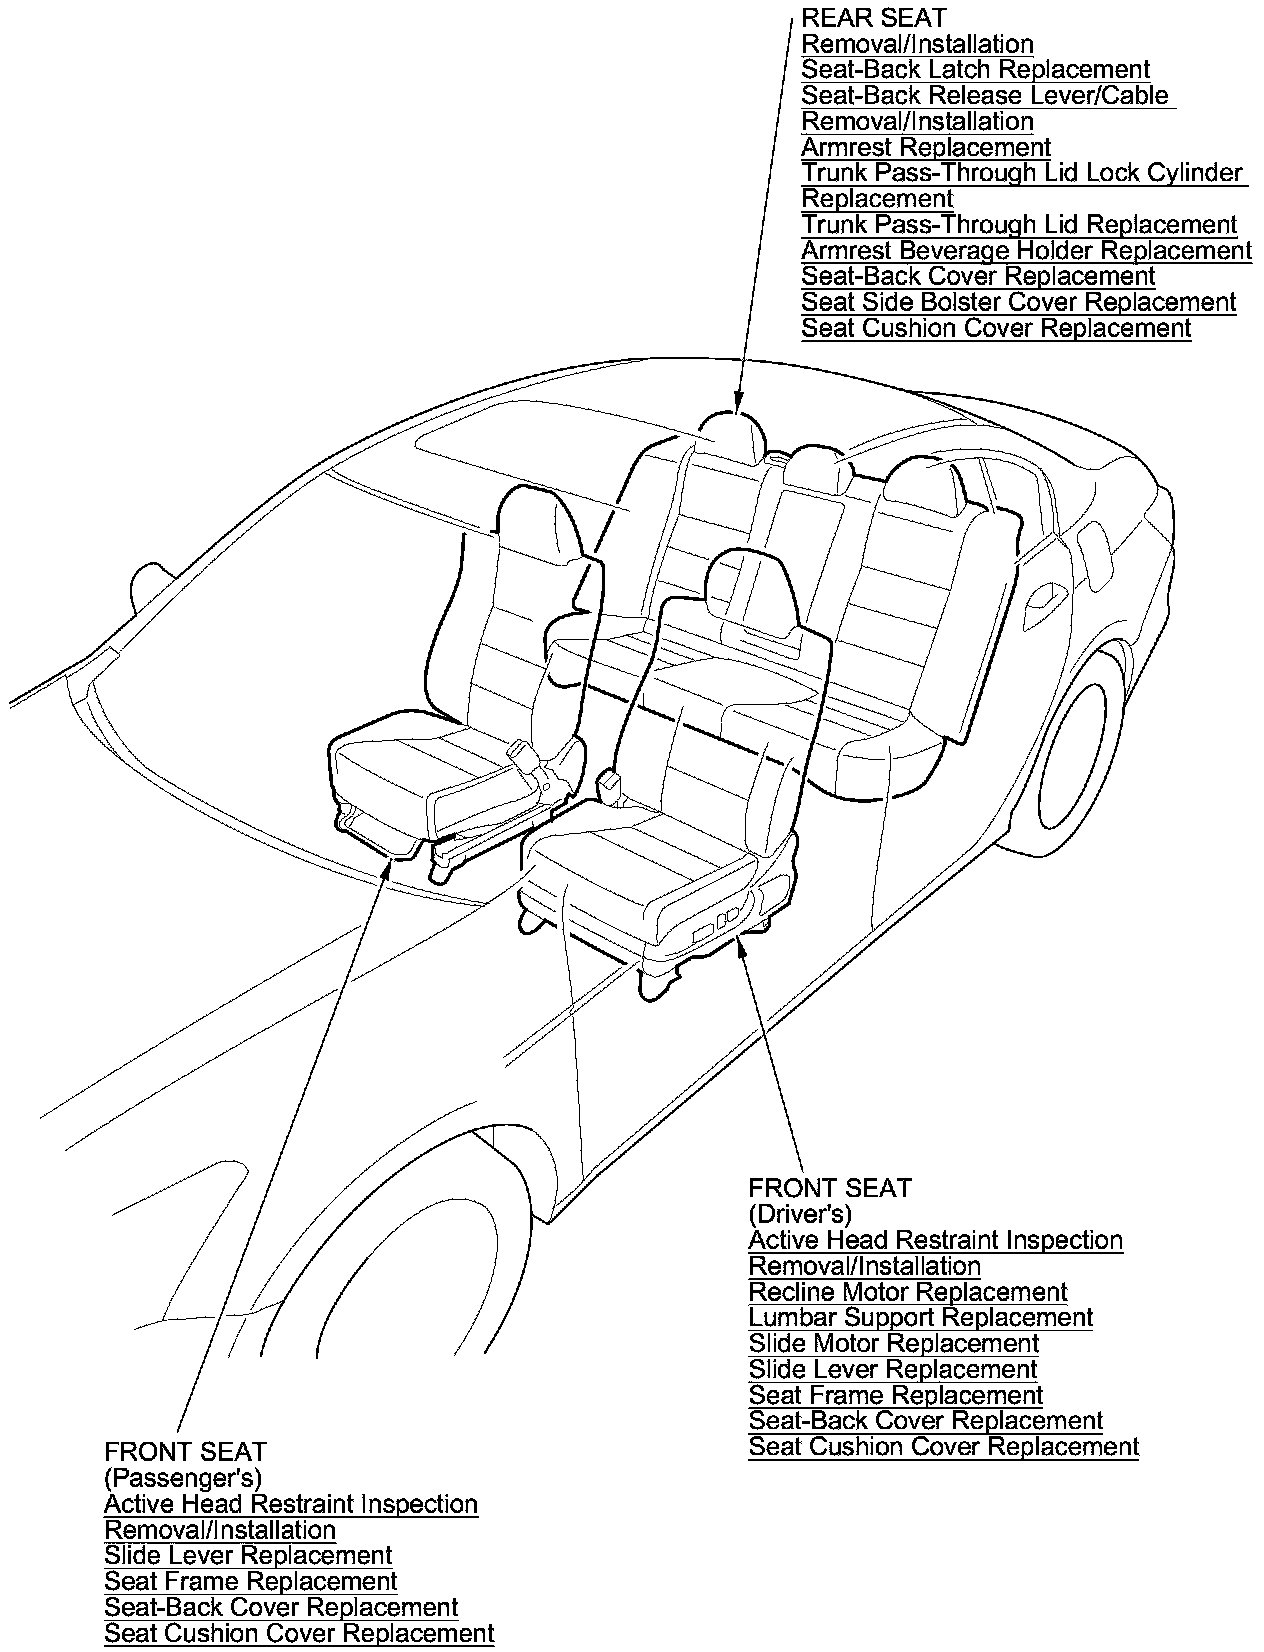 REAR SEAT
Removal/Installation
Seat-Back Latch Replacement
Seat-Back Release Lever/Cable
Removal/Installation
Armrest Replacement
Trunk Pass-Through Lid Lock Cylinder
Replacement
Trunk Pass-Through Lid Replacement
Armrest Beverage Holder Replacement
Seat-Back Cover Replacement
Seat Side Bolster Cover Replacement
Seat Cushion Cover Replacement
FRONT SEAT
(Driver's)
Active Head Restraint Inspection
Removal/Installation
Recline Motor Replacement
Lumbar Support Replacement
Slide Motor Replacement
Slide Lever Replacement
Seat Frame Replacement
Seat-Back Cover Replacement
Seat Cushion Cover Replacement
FRONT SEAT
(Passenger's)
Active Head Restraint Inspection
Removal/Installation
Slide Lever Replacement
Seat Frame Replacement
Seat-Back Cover Replacement
Seat Cushion Cover Replacement